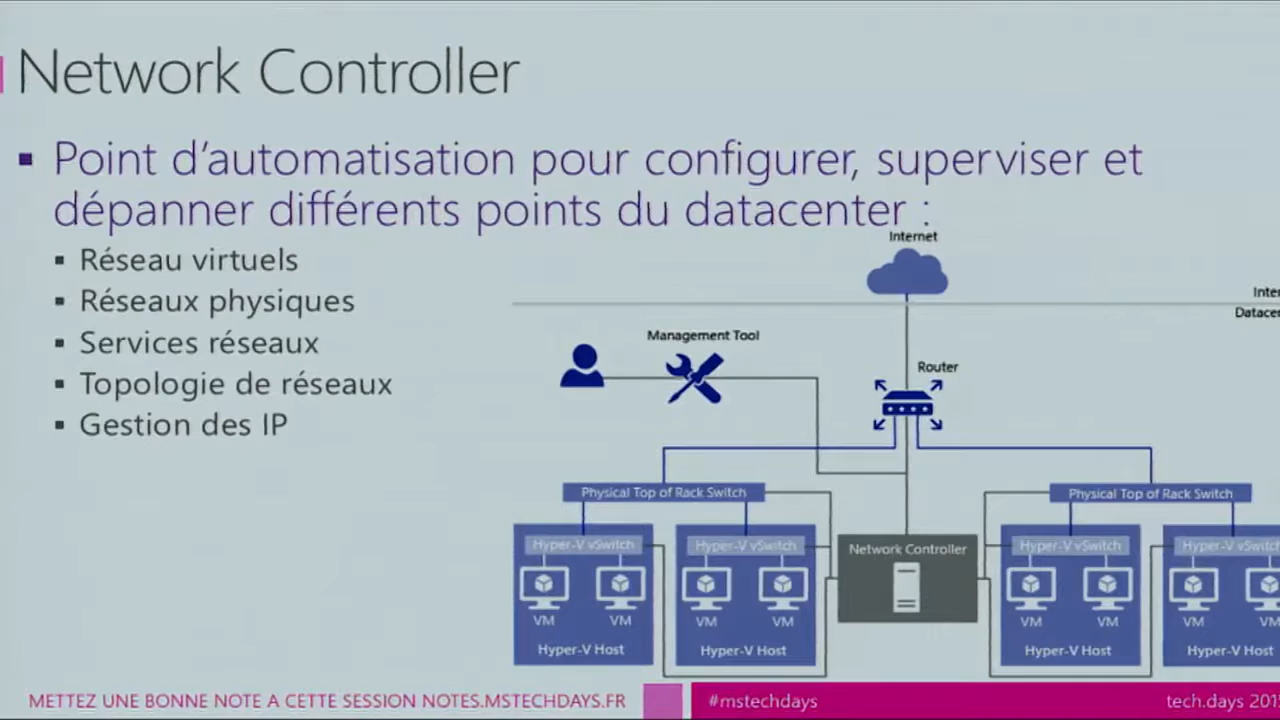 Network Controller
Point d'automatisation pour configurer, superviser et
dépanner différents points du datacenter :
Réseau virtuels
Réseaux physiques
Services réseaux
Topologie de réseaux
Gestion des IP
Internet
Management Tool
Router
Physical Top of Rack Switch
Physical Top of Rack Switch
Hyper-V vSwitch
Hyper-V vSwitch
Network Controller
Hyper-V vSwitch
Hyper-V vSwitch
VM VM
VM VM
VM VM
VM VM
Hyper-V Host
Hyper-V Host
Hyper-V Host
Hyper-V Host
METTEZ UNE BONNE NOTE A CETTE SESSION NOTES.MSTECHDAYS.FR
#mstechdays
tech.days